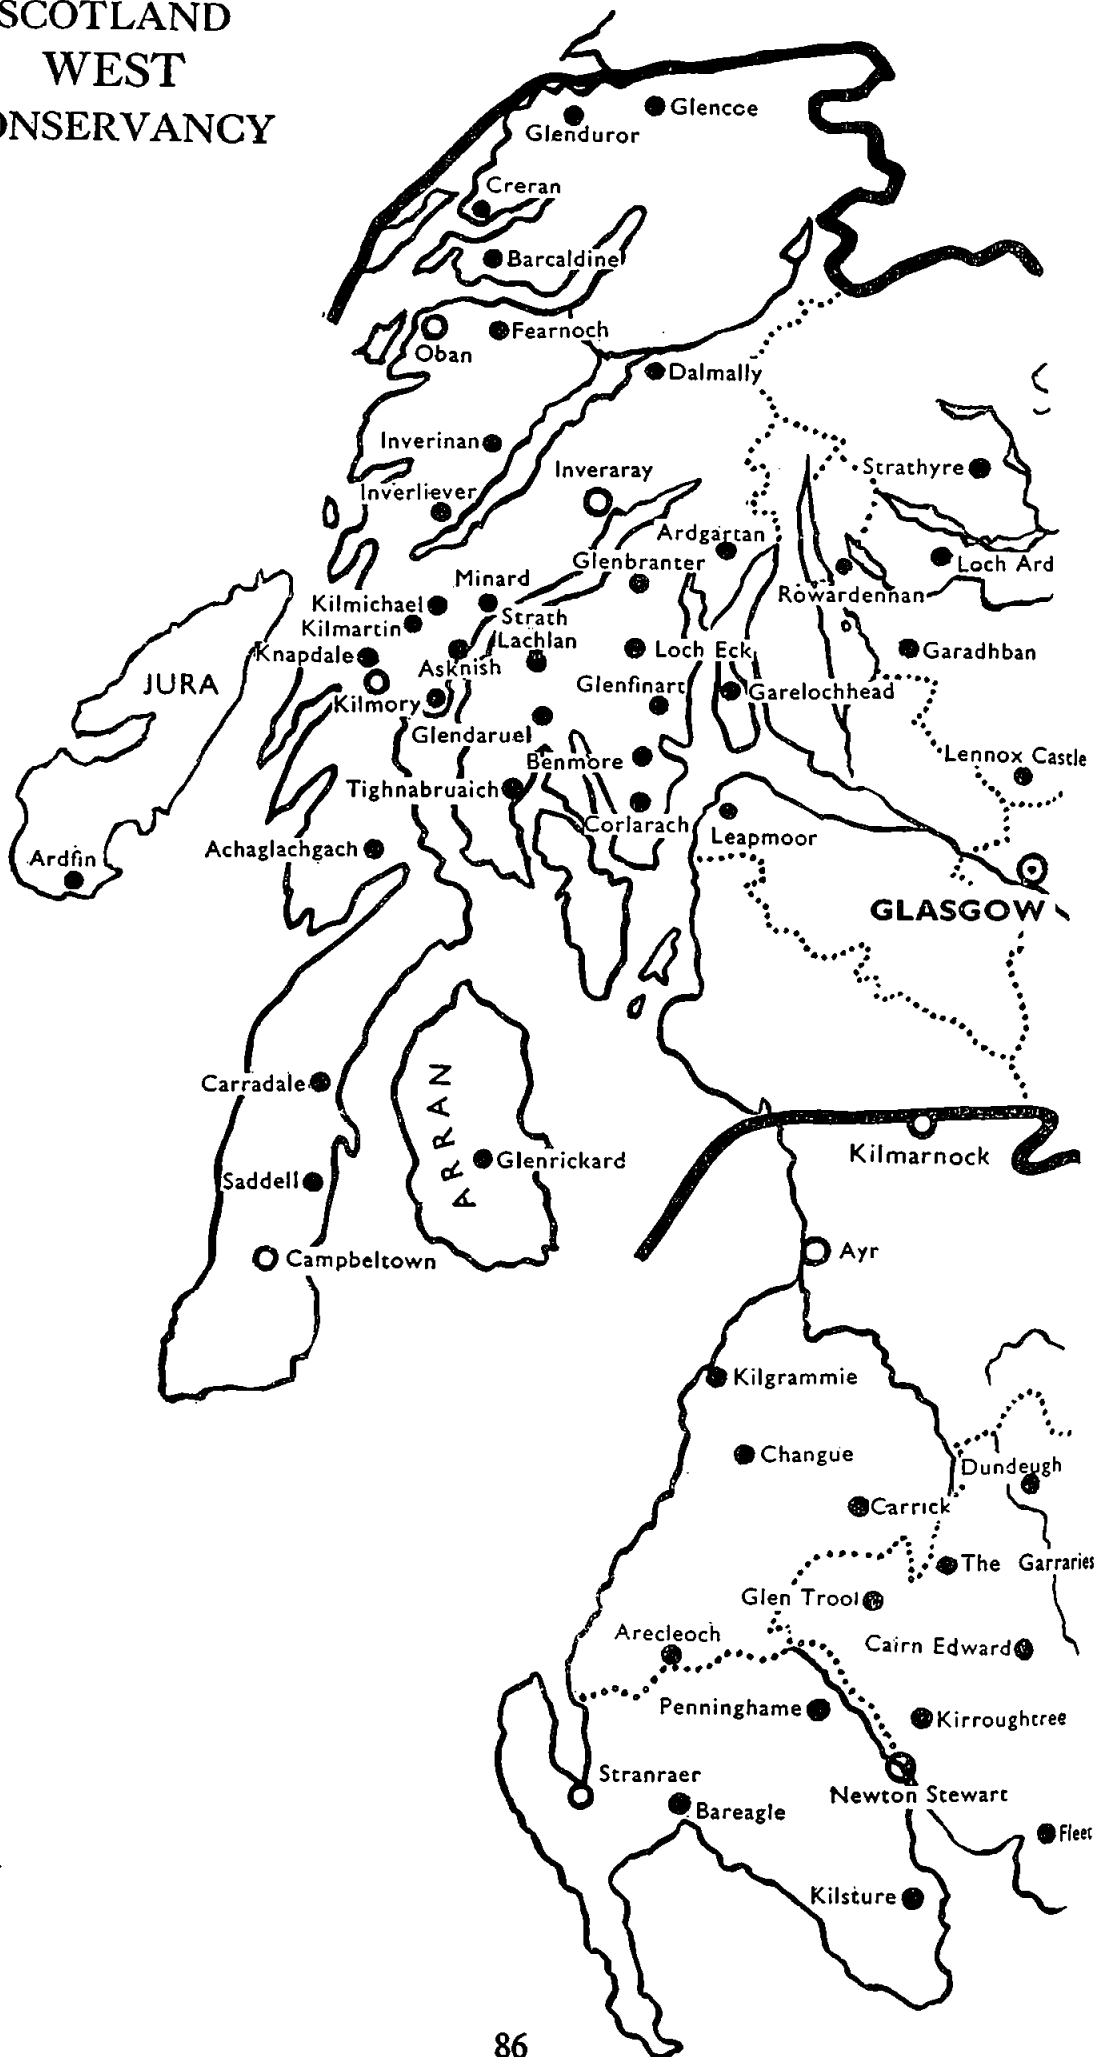 SCOTLAND
WEST
ONSERVANCY
Glencoe
Glenduror
Creran
Barcaldine
Fearnoch
Oban
Dalmally
Inverinan
Strathyre
Inveraray
Inverliever
Ardgartan
Glenbranter
Loch Ard
Minard
Rowardennan
Kilmichael
Strath
Lachlan
Kilmartin
Knapdale
Loch Eck
Garadhban
Asknish
JURA
Glenfinart
Garelochhead
Kilmory
Glendaruel
Benmore
Lennox Castle
Tighnabruaich
Corlarach
Leapmoor
Achaglachgach
Ardfin
GLASGOW
Carradale
ARRAN
Kilmarnock
Glenrickard
Saddell
Ayr
Campbeltown
Kilgrammie
Changue
Dundeugh
Carrick
The Garraries
Glen Trool
Arecleoch
Cairn Edward
Penninghame
Kirroughtree
Stranraer
Newton Stewart
Bareagle
Fleet
Kilsture
86